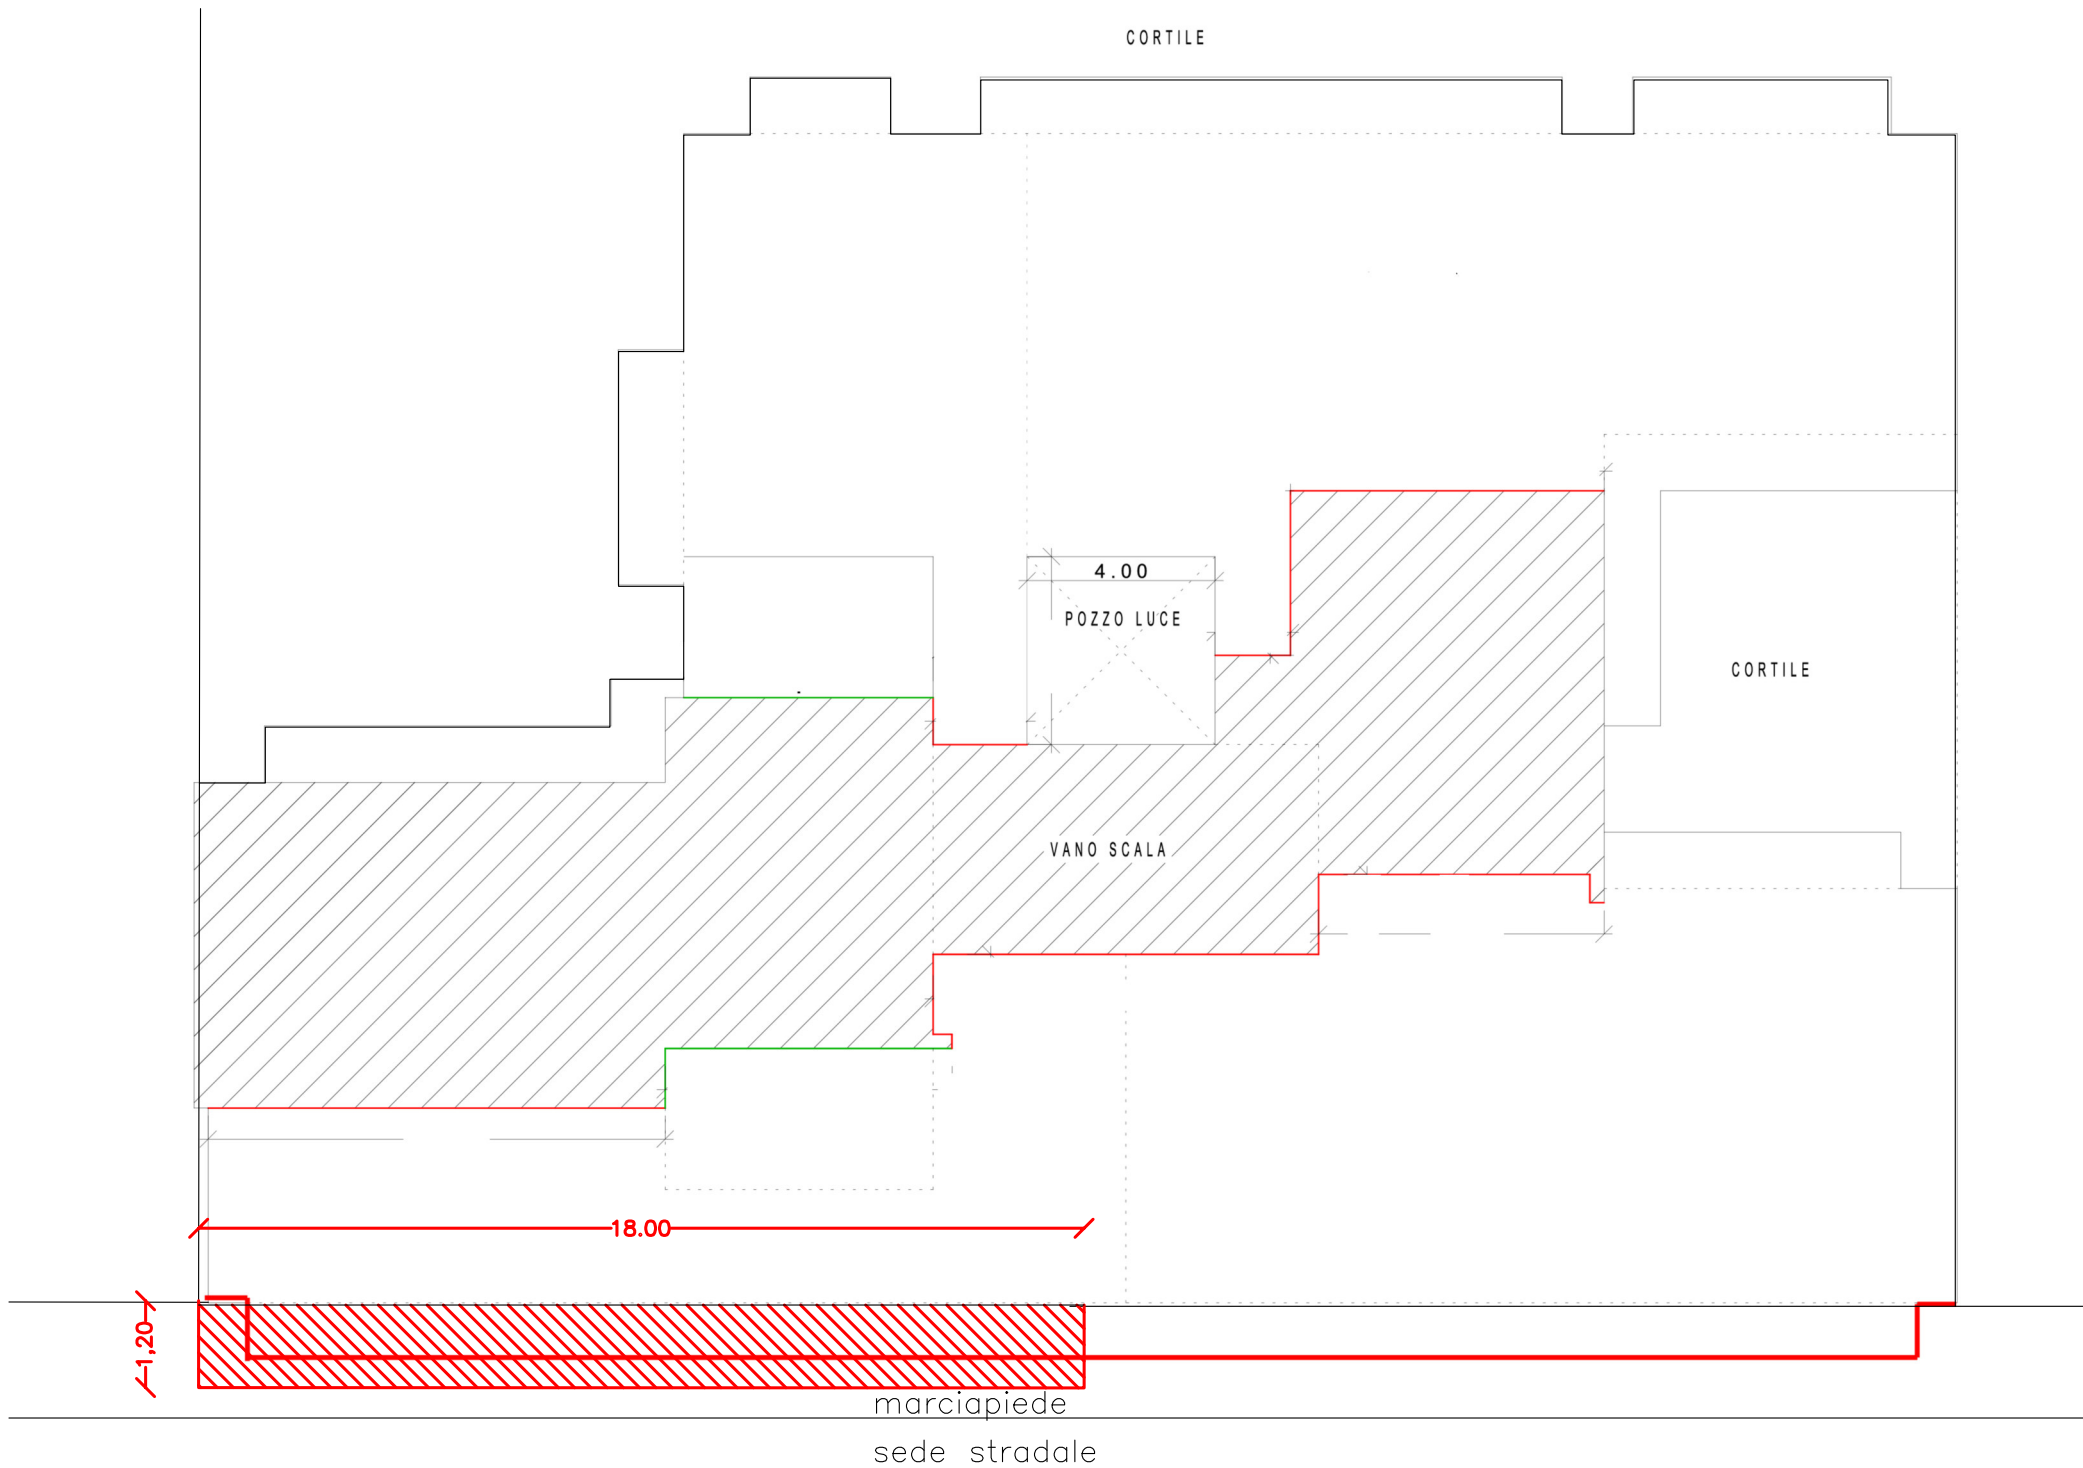 CORTILE
4.00
POZZO LUCE
CORTILE
VANO SCALA
18.00
1,20
marciapiede
sede stradale